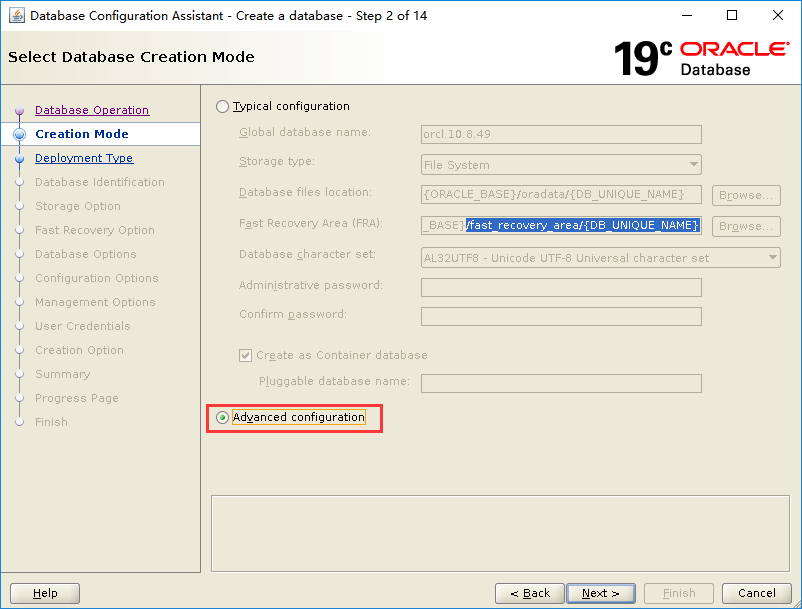 Database Configuration Assistant - Create a database - Step 2 of 14
Select Database Creation Mode
19c ORACLE Database
Database Operation
Creation Mode
Deployment Type
Database Identification
Storage Option
Fast Recovery Option
Database Options
Configuration Options
Management Options
User Credentials
Creation Option
Summary
Progress Page
Finish
Typical configuration
Global database name: orcl.10.8.49
Storage type: File System
Database files location: {ORACLE_BASE}/oradata/{DB_UNIQUE_NAME} Browse...
Fast Recovery Area (FRA): _BASE}/fast_recovery_area/{DB_UNIQUE_NAME} Browse...
Database character set: AL32UTF8 - Unicode UTF-8 Universal character set
Administrative password:
Confirm password:
Create as Container database
Pluggable database name:
Advanced configuration
Help < Back Next > Finish Cancel